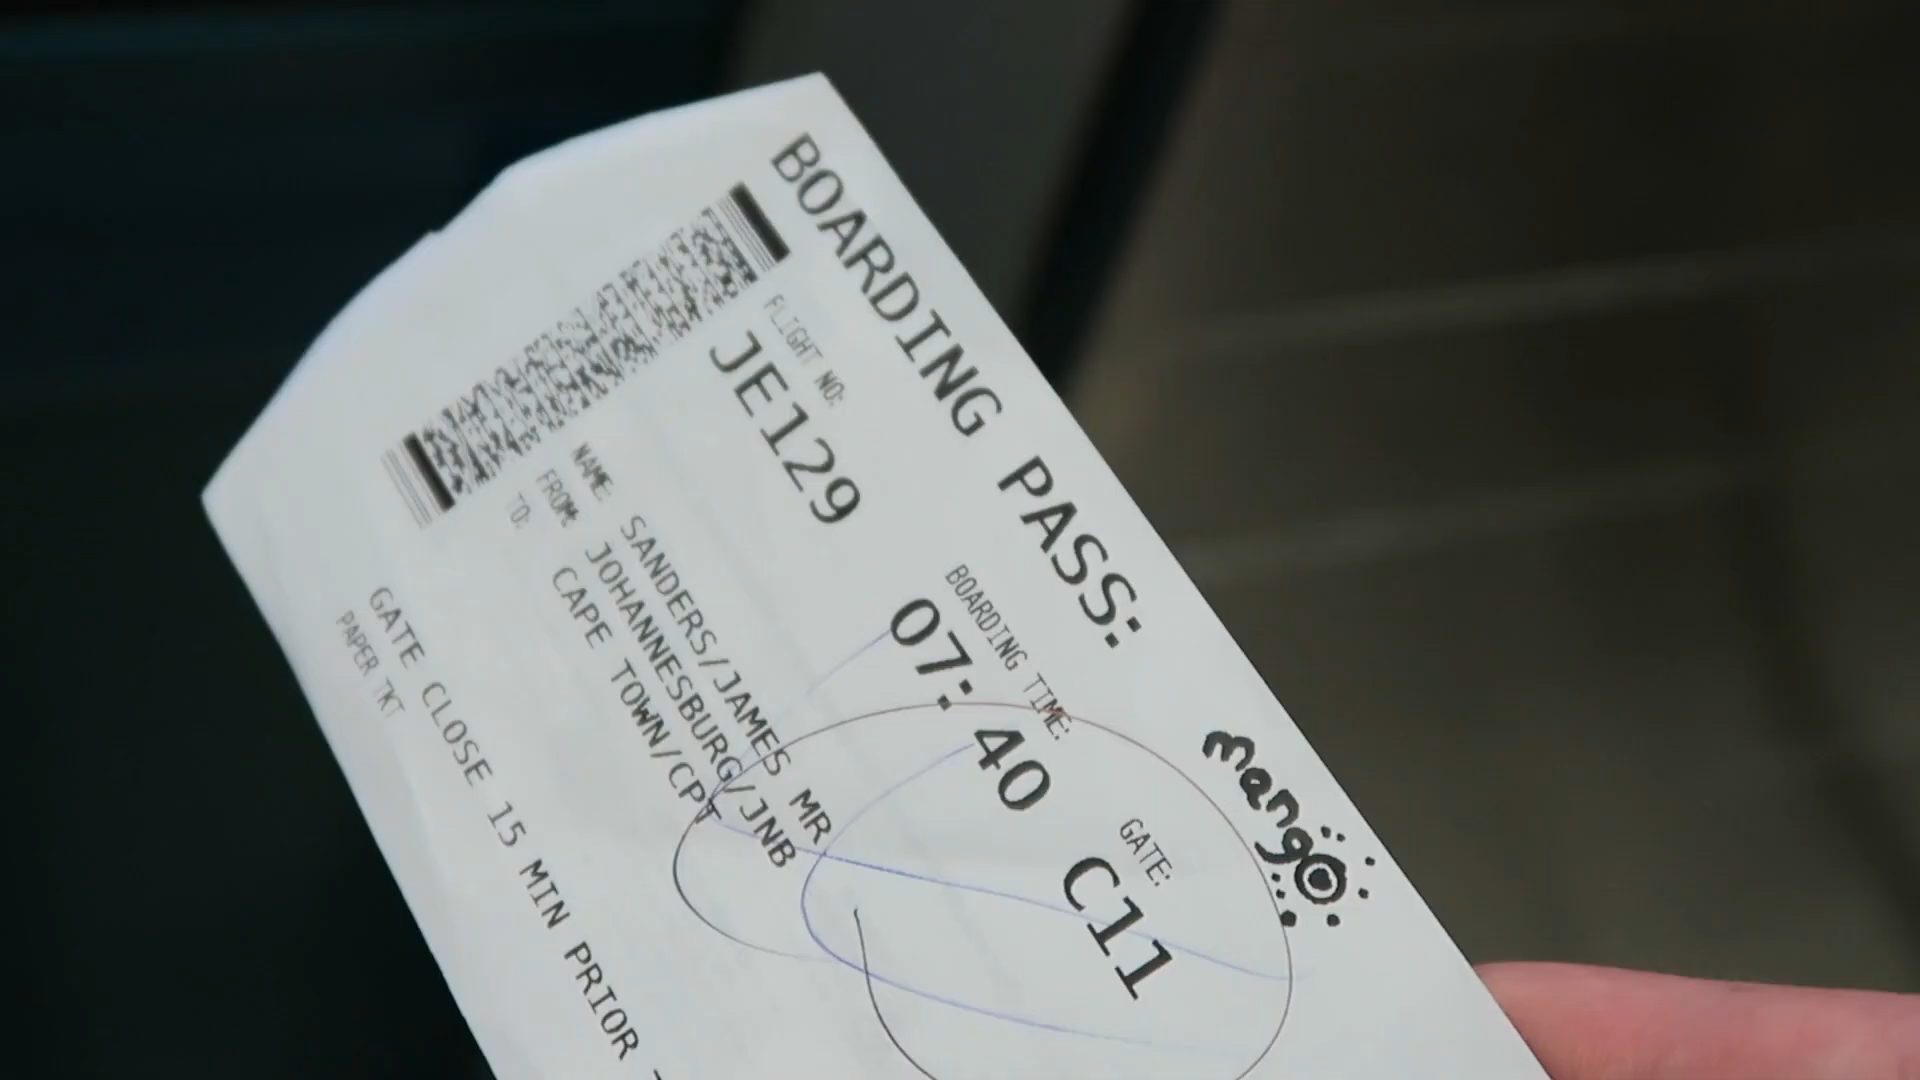 BOARDING PASS:
mango
FLIGHT NO: BOARDING TIME: GATE:
JE129 07:40 C11
NAME: SANDERS/JAMES MR
FROM: JOHANNESBURG/JNB
TO: CAPE TOWN/CPT
GATE CLOSE 15 MIN PRIOR
PAPER TKT